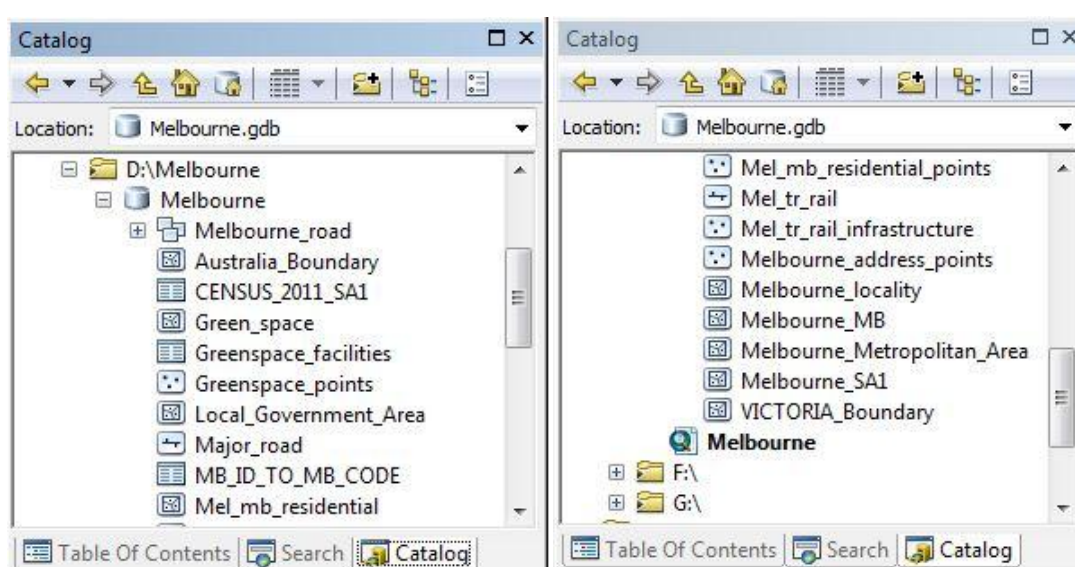 Catalog
Location: Melbourne.gdb
D:\Melbourne
Melbourne
Melbourne_road
Australia_Boundary
CENSUS_2011_SA1
Green_space
Greenspace_facilities
Greenspace_points
Local_Government_Area
Major_road
MB_ID_TO_MB_CODE
Mel_mb_residential
Table Of Contents Search Catalog
Catalog
Location: Melbourne.gdb
Mel_mb_residential_points
Mel_tr_rail
Mel_tr_rail_infrastructure
Melbourne_address_points
Melbourne_locality
Melbourne_MB
Melbourne_Metropolitan_Area
Melbourne_SA1
VICTORIA_Boundary
Melbourne
F:\
G:\
Table Of Contents Search Catalog